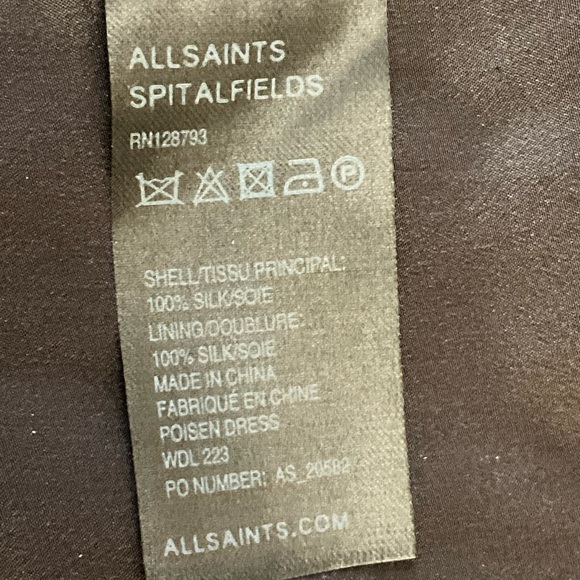 ALLSAINTS
SPITALFIELDS
RN128793
P
SHELL/TISSU PRINCIPAL:
100% SILK/SOIE
LINING/DOUBLURE:
100% SILK/SOIE
MADE IN CHINA
FABRIQUÉ EN CHINE
POISEN DRESS
WDL 223
PO NUMBER: AS_20582
ALLSAINTS.COM